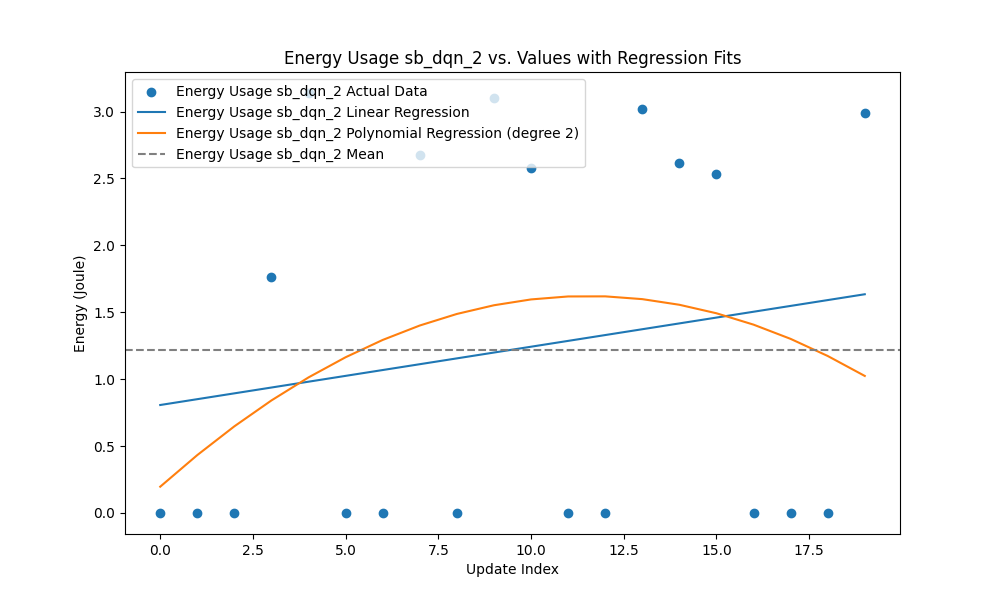 Energy Usage sb_dqn_2 vs. Values with Regression Fits
Energy Usage sb_dqn_2 Actual Data
Energy Usage sb_dqn_2 Linear Regression
Energy Usage sb_dqn_2 Polynomial Regression (degree 2)
Energy Usage sb_dqn_2 Mean
Energy (Joule)
3.0
2.5
2.0
1.5
1.0
0.5
0.0
0.0 2.5 5.0 7.5 10.0 12.5 15.0 17.5
Update Index